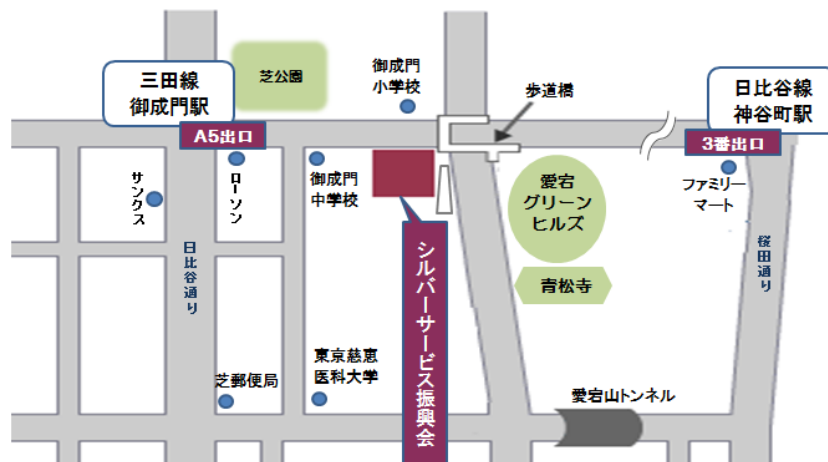 芝公園
御成門
小学校
三田線
御成門駅
歩道橋
日比谷線
神谷町駅
A5出口
3番出口
サンクス
ローソン
御成門
中学校
愛宕
グリーン
ヒルズ
ファミリー
マート
日比谷通り
シルバーサービス振興会
桜田通り
青松寺
東京慈恵
医科大学
芝郵便局
愛宕山トンネル